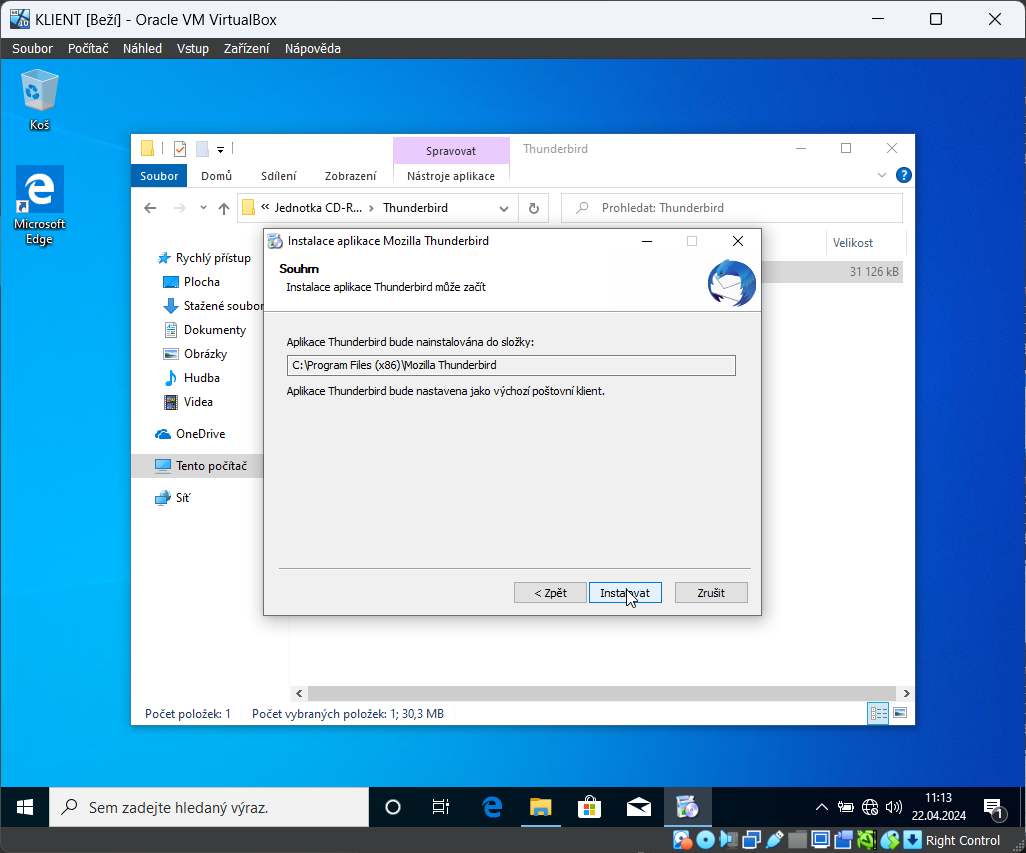 KLIENT [Beží] - Oracle VM VirtualBox
Soubor Počítač Náhled Vstup Zařízení Nápověda
Koš
Microsoft
Edge
Spravovat
Thunderbird
Soubor Domů Sdílení Zobrazení Nástroje aplikace
« Jednotka CD-R... › Thunderbird
Prohledat: Thunderbird
Velikost
31 126 kB
Rychlý přístup
Plocha
Stažené soubor
Dokumenty
Obrázky
Hudba
Videa
OneDrive
Tento počítač
Síť
Instalace aplikace Mozilla Thunderbird
Souhrn
Instalace aplikace Thunderbird může začít
Aplikace Thunderbird bude nainstalována do složky:
C:\Program Files (x86)\Mozilla Thunderbird
Aplikace Thunderbird bude nastavena jako výchozí poštovní klient.
< Zpět
Instalovat
Zrušit
Počet položek: 1 Počet vybraných položek: 1; 30,3 MB
Sem zadejte hledaný výraz.
11:13
22.04.2024
1
Right Control